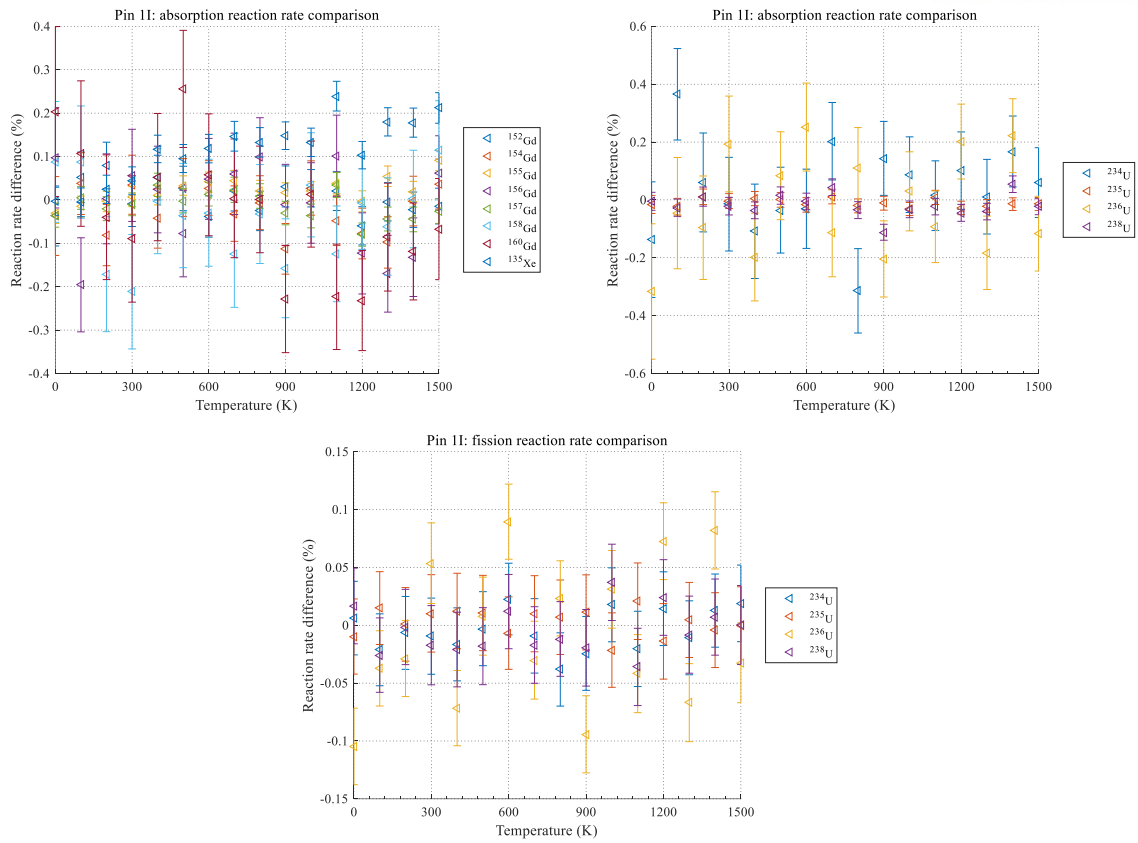 Pin 1I: absorption reaction rate comparison
0.4
0.3
0.2
0.1
0
-0.1
-0.2
-0.3
-0.4
Reaction rate difference (%)
0 300 600 900 1200 1500
Temperature (K)
¹⁵²Gd
¹⁵⁴Gd
¹⁵⁵Gd
¹⁵⁶Gd
¹⁵⁷Gd
¹⁵⁸Gd
¹⁶⁰Gd
¹³⁵Xe
Pin 1I: absorption reaction rate comparison
0.6
0.4
0.2
0
-0.2
-0.4
-0.6
Reaction rate difference (%)
0 300 600 900 1200 1500
Temperature (K)
²³⁴U
²³⁵U
²³⁶U
²³⁸U
Pin 1I: fission reaction rate comparison
0.15
0.1
0.05
0
-0.05
-0.1
-0.15
Reaction rate difference (%)
0 300 600 900 1200 1500
Temperature (K)
²³⁴U
²³⁵U
²³⁶U
²³⁸U